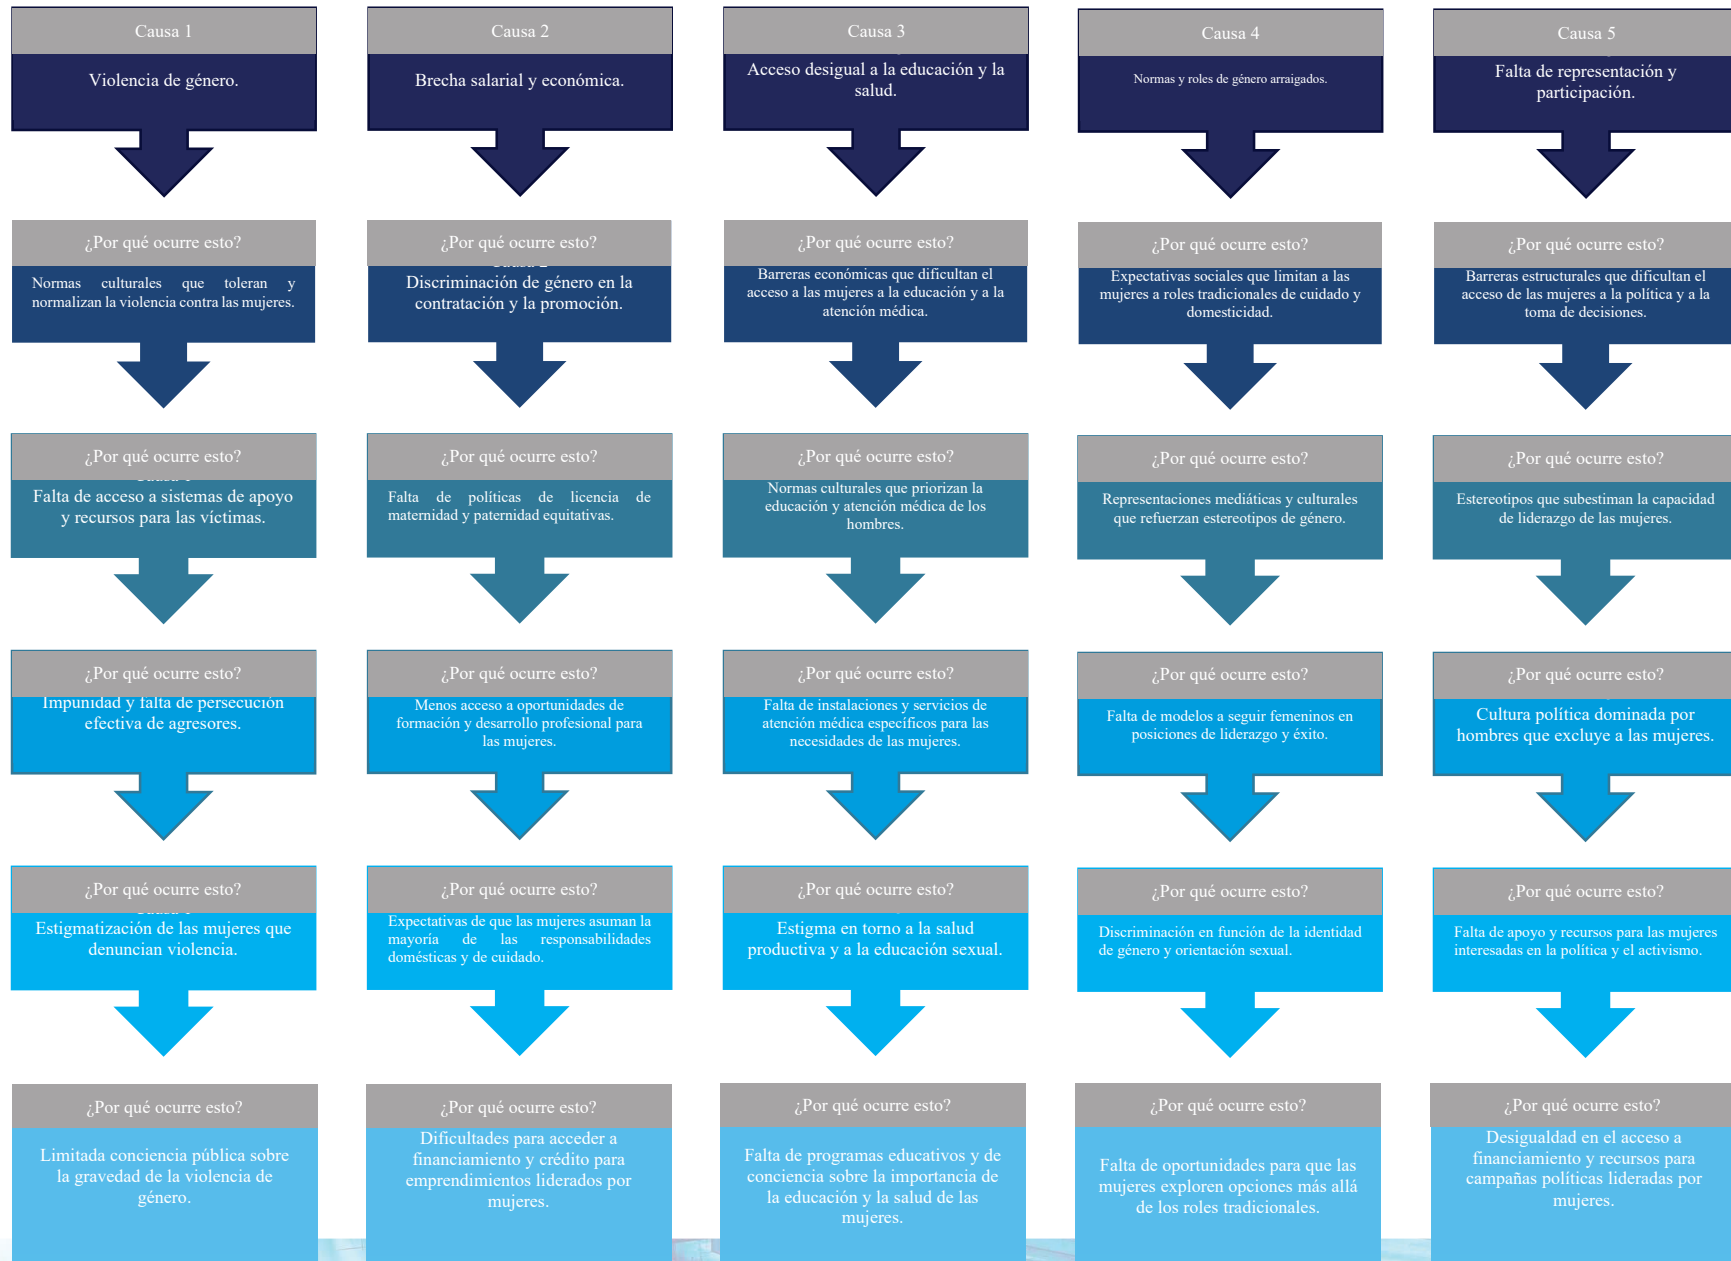 Causa 1
Violencia de género.
¿Por qué ocurre esto?
Normas culturales que toleran y
normalizan la violencia contra las mujeres.
¿Por qué ocurre esto?
Falta de acceso a sistemas de apoyo
y recursos para las víctimas.
¿Por qué ocurre esto?
Impunidad y falta de persecución
efectiva de agresores.
¿Por qué ocurre esto?
Estigmatización de las mujeres que
denuncian violencia.
¿Por qué ocurre esto?
Limitada conciencia pública sobre
la gravedad de la violencia de
género.
Causa 2
Brecha salarial y económica.
¿Por qué ocurre esto?
Discriminación de género en la
contratación y la promoción.
¿Por qué ocurre esto?
Falta de políticas de licencia de
maternidad y paternidad equitativas.
¿Por qué ocurre esto?
Menos acceso a oportunidades de
formación y desarrollo profesional para
las mujeres.
¿Por qué ocurre esto?
Expectativas de que las mujeres asuman la
mayoría de las responsabilidades
domésticas y de cuidado.
¿Por qué ocurre esto?
Dificultades para acceder a
financiamiento y crédito para
emprendimientos liderados por
mujeres.
Causa 3
Acceso desigual a la educación y la
salud.
¿Por qué ocurre esto?
Barreras económicas que dificultan el
acceso a las mujeres a la educación y a la
atención médica.
¿Por qué ocurre esto?
Normas culturales que priorizan la
educación y atención médica de los
hombres.
¿Por qué ocurre esto?
Falta de instalaciones y servicios de
atención médica específicos para las
necesidades de las mujeres.
¿Por qué ocurre esto?
Estigma en torno a la salud
productiva y a la educación sexual.
¿Por qué ocurre esto?
Falta de programas educativos y de
conciencia sobre la importancia de
la educación y la salud de las
mujeres.
Causa 4
Normas y roles de género arraigados.
¿Por qué ocurre esto?
Expectativas sociales que limitan a las
mujeres a roles tradicionales de cuidado y
domesticidad.
¿Por qué ocurre esto?
Representaciones mediáticas y culturales
que refuerzan estereotipos de género.
¿Por qué ocurre esto?
Falta de modelos a seguir femeninos en
posiciones de liderazgo y éxito.
¿Por qué ocurre esto?
Discriminación en función de la identidad
de género y orientación sexual.
¿Por qué ocurre esto?
Falta de oportunidades para que las
mujeres exploren opciones más allá
de los roles tradicionales.
Causa 5
Falta de representación y
participación.
¿Por qué ocurre esto?
Barreras estructurales que dificultan el
acceso de las mujeres a la política y a la
toma de decisiones.
¿Por qué ocurre esto?
Estereotipos que subestiman la capacidad
de liderazgo de las mujeres.
¿Por qué ocurre esto?
Cultura política dominada por
hombres que excluye a las mujeres.
¿Por qué ocurre esto?
Falta de apoyo y recursos para las mujeres
interesadas en la política y el activismo.
¿Por qué ocurre esto?
Desigualdad en el acceso a
financiamiento y recursos para
campañas políticas lideradas por
mujeres.